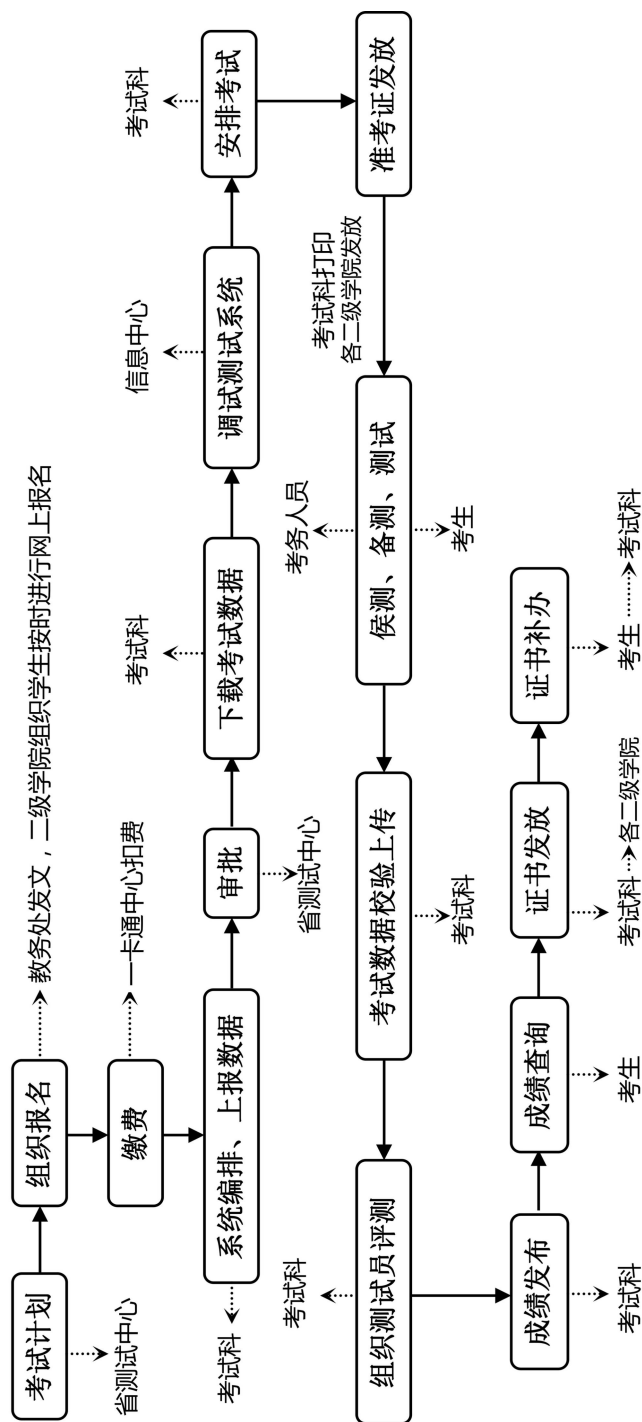 考试计划
省测试中心
组织报名
教务处发文，二级学院组织学生按时进行网上报名
缴费
一卡通中心扣费
系统编排、上报数据
考试科
审批
省测试中心
下载考试数据
考试科
调试测试系统
信息中心
安排考试
考试科
准考证发放
考试科打印
各二级学院发放
侯测、备测、测试
考务人员
考生
考试数据校验上传
考试科
组织测试员评测
考试科
成绩发布
考试科
成绩查询
考生
证书发放
考试科
各二级学院
证书补办
考生
考试科